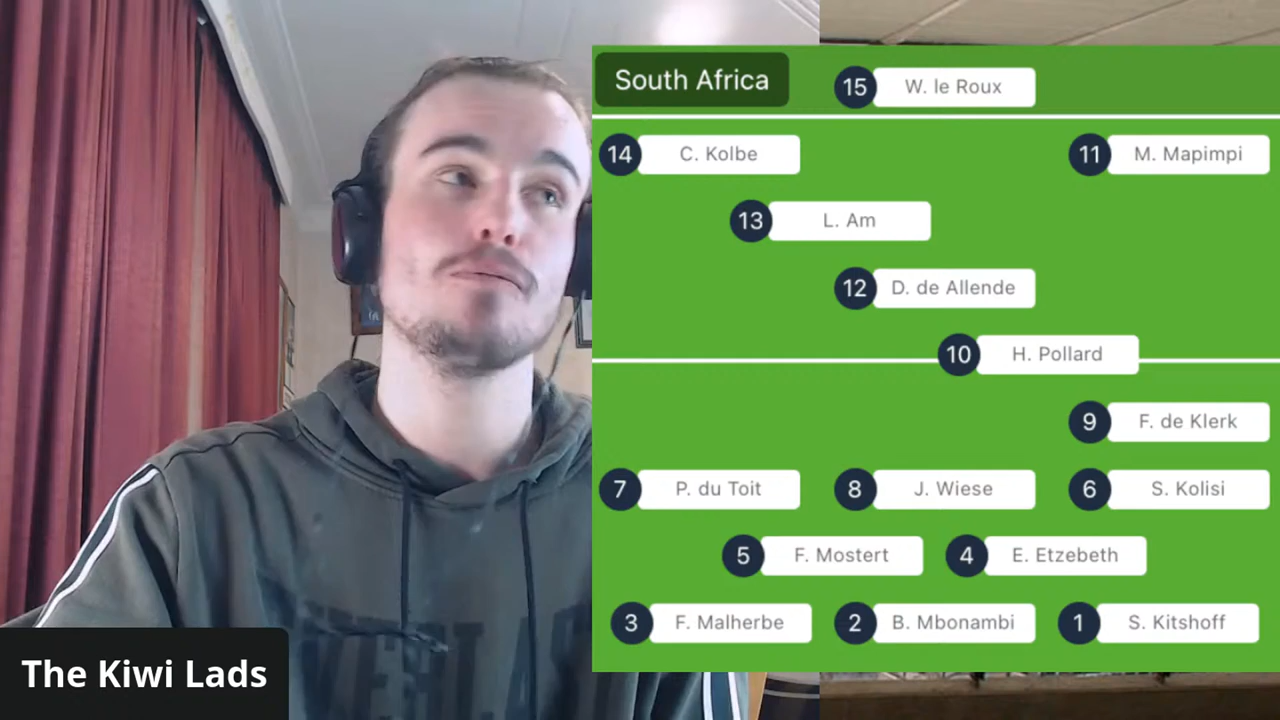 South Africa
15 W. le Roux
14 C. Kolbe
11 M. Mapimpi
13 L. Am
12 D. de Allende
10 H. Pollard
9 F. de Klerk
7 P. du Toit
8 J. Wiese
6 S. Kolisi
5 F. Mostert
4 E. Etzebeth
3 F. Malherbe
2 B. Mbonambi
1 S. Kitshoff
The Kiwi Lads